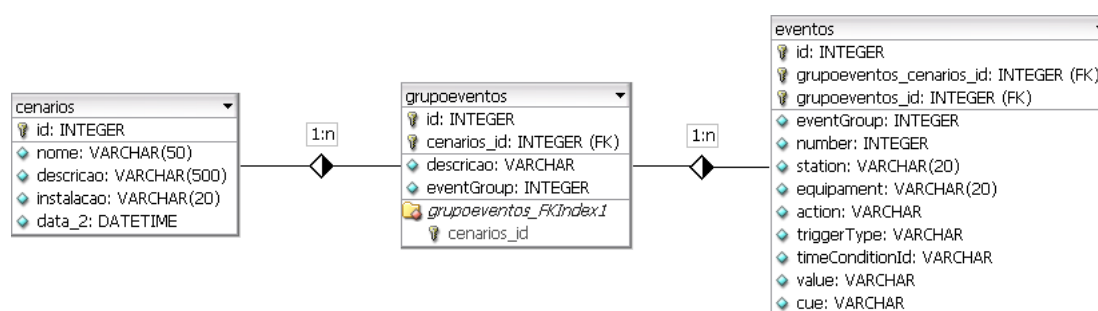 cenarios
id: INTEGER
nome: VARCHAR(50)
descricao: VARCHAR(500)
instalacao: VARCHAR(20)
data_2: DATETIME
1:n
grupoeventos
id: INTEGER
cenarios_id: INTEGER (FK)
descricao: VARCHAR
eventGroup: INTEGER
grupoeventos_FKIndex1
cenarios_id
1:n
eventos
id: INTEGER
grupoeventos_cenarios_id: INTEGER (FK)
grupoeventos_id: INTEGER (FK)
eventGroup: INTEGER
number: INTEGER
station: VARCHAR(20)
equipament: VARCHAR(20)
action: VARCHAR
triggerType: VARCHAR
timeConditionId: VARCHAR
value: VARCHAR
cue: VARCHAR